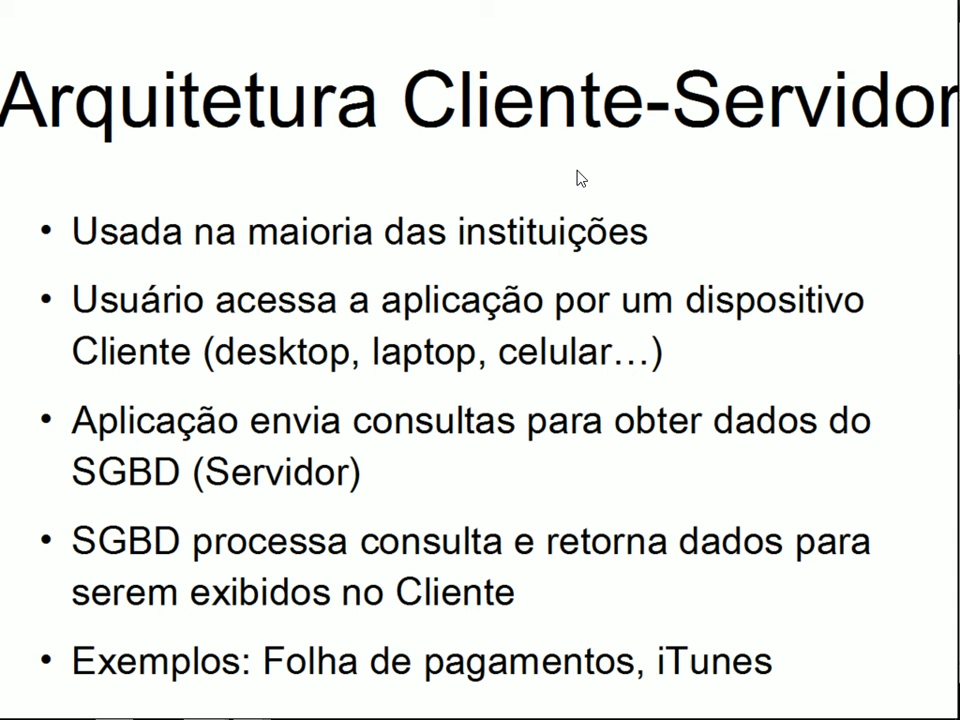 Arquitetura Cliente-Servidor
• Usada na maioria das instituições
• Usuário acessa a aplicação por um dispositivo
Cliente (desktop, laptop, celular…)
• Aplicação envia consultas para obter dados do
SGBD (Servidor)
• SGBD processa consulta e retorna dados para
serem exibidos no Cliente
• Exemplos: Folha de pagamentos, iTunes